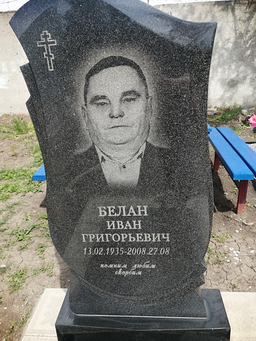 БЕЛАН
ИВАН
ГРИГОРЬЕВИЧ
13.02.1935-2008.27.08
помним любим
скорбим